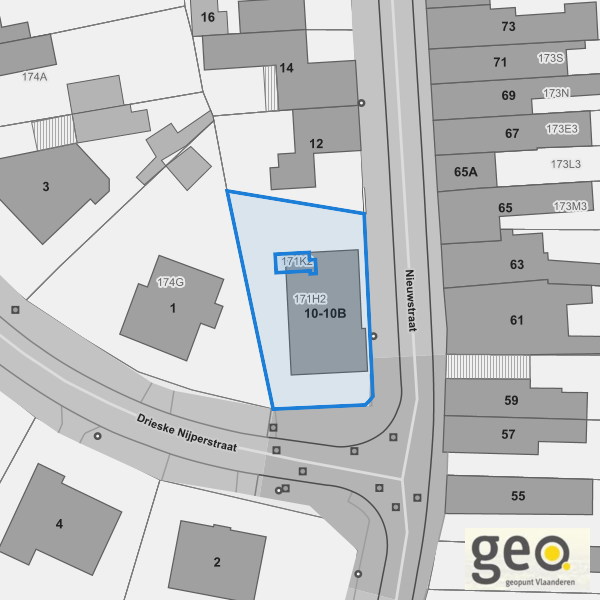 16
73
71
173S
14
174A
69
173N
67
173E3
12
65A
173L3
3
65
173M3
171K2
63
174G
171H2
Nieuwstraat
1
10-10B
61
59
Drieske Nijperstraat
57
55
4
2
geo
geopunt Vlaanderen